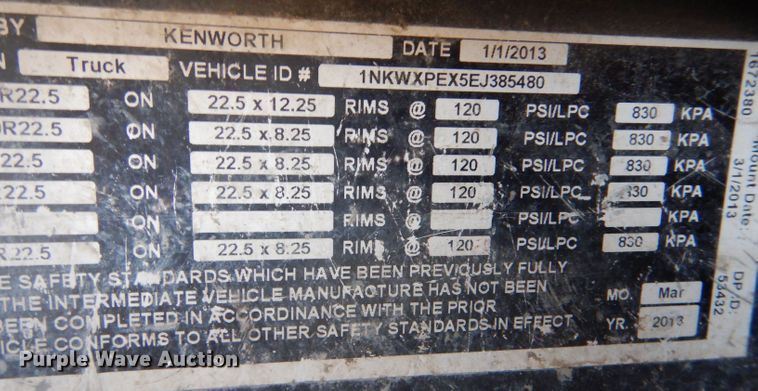 BY KENWORTH DATE 1/1/2013
N Truck VEHICLE ID # 1NKWXPEX5EJ385480
R22.5 ON 22.5 x 12.25 RIMS @ 120 PSI/LPC 830 KPA
R22.5 ON 22.5 x 8.25 RIMS @ 120 PSI/LPC 830 KPA
22.5 ON 22.5 x 8.25 RIMS @ 120 PSI/LPC 830 KPA
22.5 ON 22.5 x 8.25 RIMS @ 120 PSI/LPC 830 KPA
ON RIMS @ PSI/LPC KPA
R22.5 ON 22.5 x 8.25 RIMS @ 120 PSI/LPC 830 KPA
E SAFETY STANDARDS WHICH HAVE BEEN PREVIOUSLY FULLY
THE INTERMEDIATE VEHICLE MANUFACTURE HAS NOT BEEN
BEEN COMPLETED IN ACCORDANCE WITH THE PRIOR
ICLE CONFORMS TO ALL OTHER SAFETY STANDARDS IN EFFECT
MO. Mar
YR. 2013
1672380
Mount Date:
3/1/2013
DP ID:
53432
Purple Wave Auction